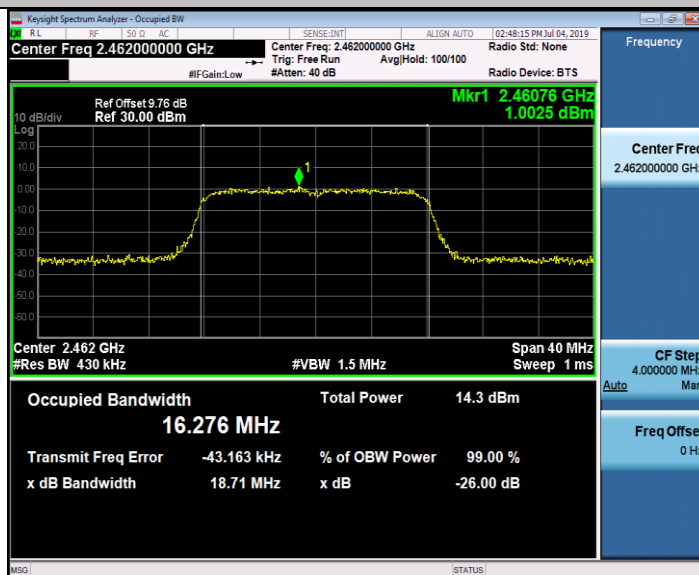 Keysight Spectrum Analyzer - Occupied BW
RL RF 50 Ω AC SENSE:INT ALIGN AUTO 02:48:15 PM Jul 04, 2019
Center Freq 2.462000000 GHz
Center Freq: 2.462000000 GHz
Radio Std: None
Trig: Free Run Avg|Hold: 100/100
#IFGain:Low
#Atten: 40 dB
Radio Device: BTS
Frequency
Mkr1 2.46076 GHz
1.0025 dBm
Ref Offset 9.76 dB
10 dB/div Ref 30.00 dBm
Log
20.0
10.0
0.00
-10.0
-20.0
-30.0
-40.0
-50.0
-60.0
1
Center 2.462 GHz Span 40 MHz
#Res BW 430 kHz #VBW 1.5 MHz Sweep 1 ms
Occupied Bandwidth Total Power 14.3 dBm
16.276 MHz
Transmit Freq Error -43.163 kHz % of OBW Power 99.00 %
x dB Bandwidth 18.71 MHz x dB -26.00 dB
Center Freq
2.462000000 GHz
CF Step
4.000000 MHz
Auto Man
Freq Offset
0 Hz
MSG STATUS